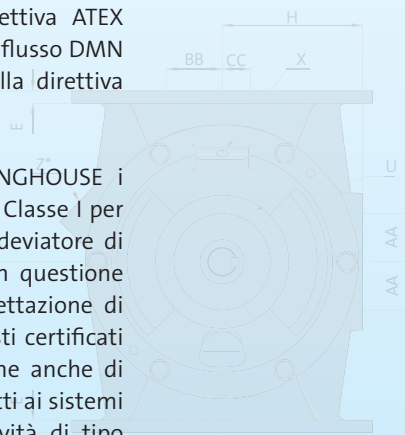 ettiva ATEX
flusso DMN
lla direttiva
NGHOUSE i
Classe I per
deviatore di
n questione
ettazione di
sti certificati
ne anche di
tti ai sistemi
vità di tipo
H
BB CC
X
E
Z*
U
AA
AA